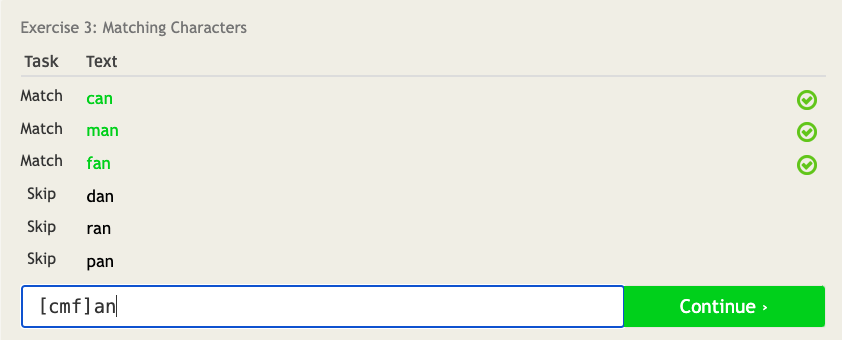 Exercise 3: Matching Characters
Task Text
Match can
Match man
Match fan
Skip dan
Skip ran
Skip pan
[cmf]an
Continue ›